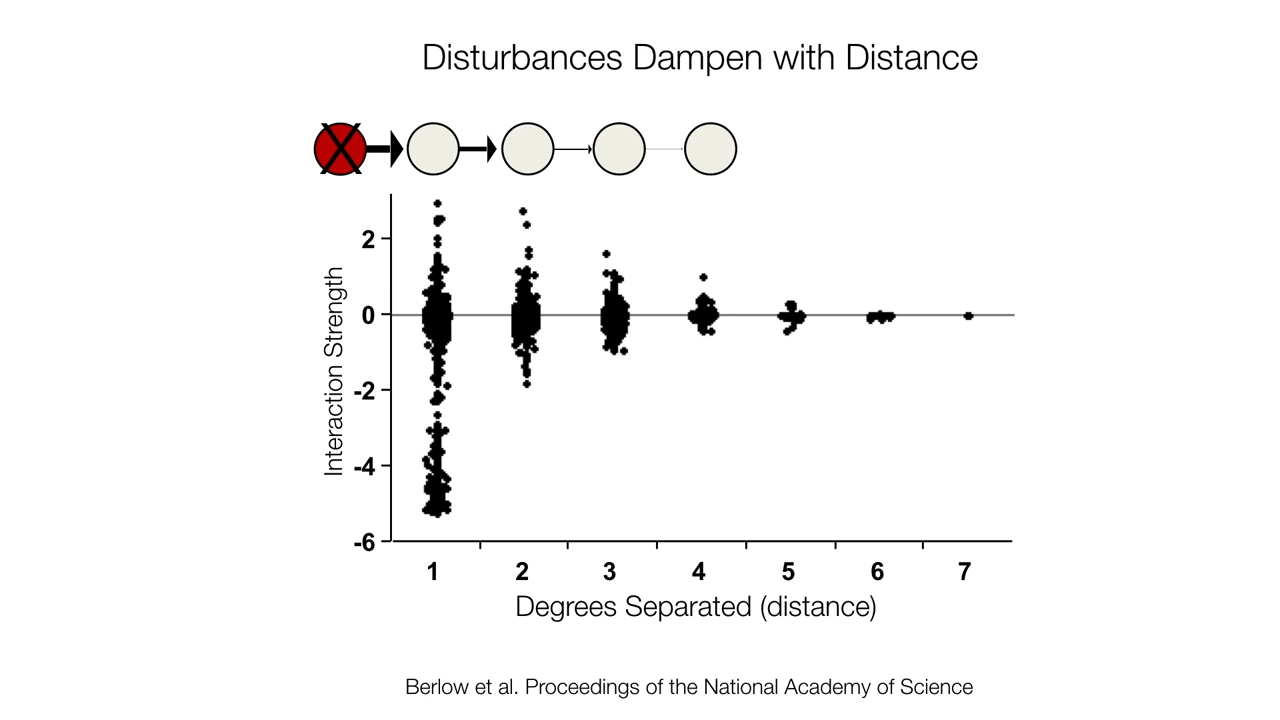 Disturbances Dampen with Distance
X
2
0
-2
-4
-6
Interaction Strength
1 2 3 4 5 6 7
Degrees Separated (distance)
Berlow et al. Proceedings of the National Academy of Science